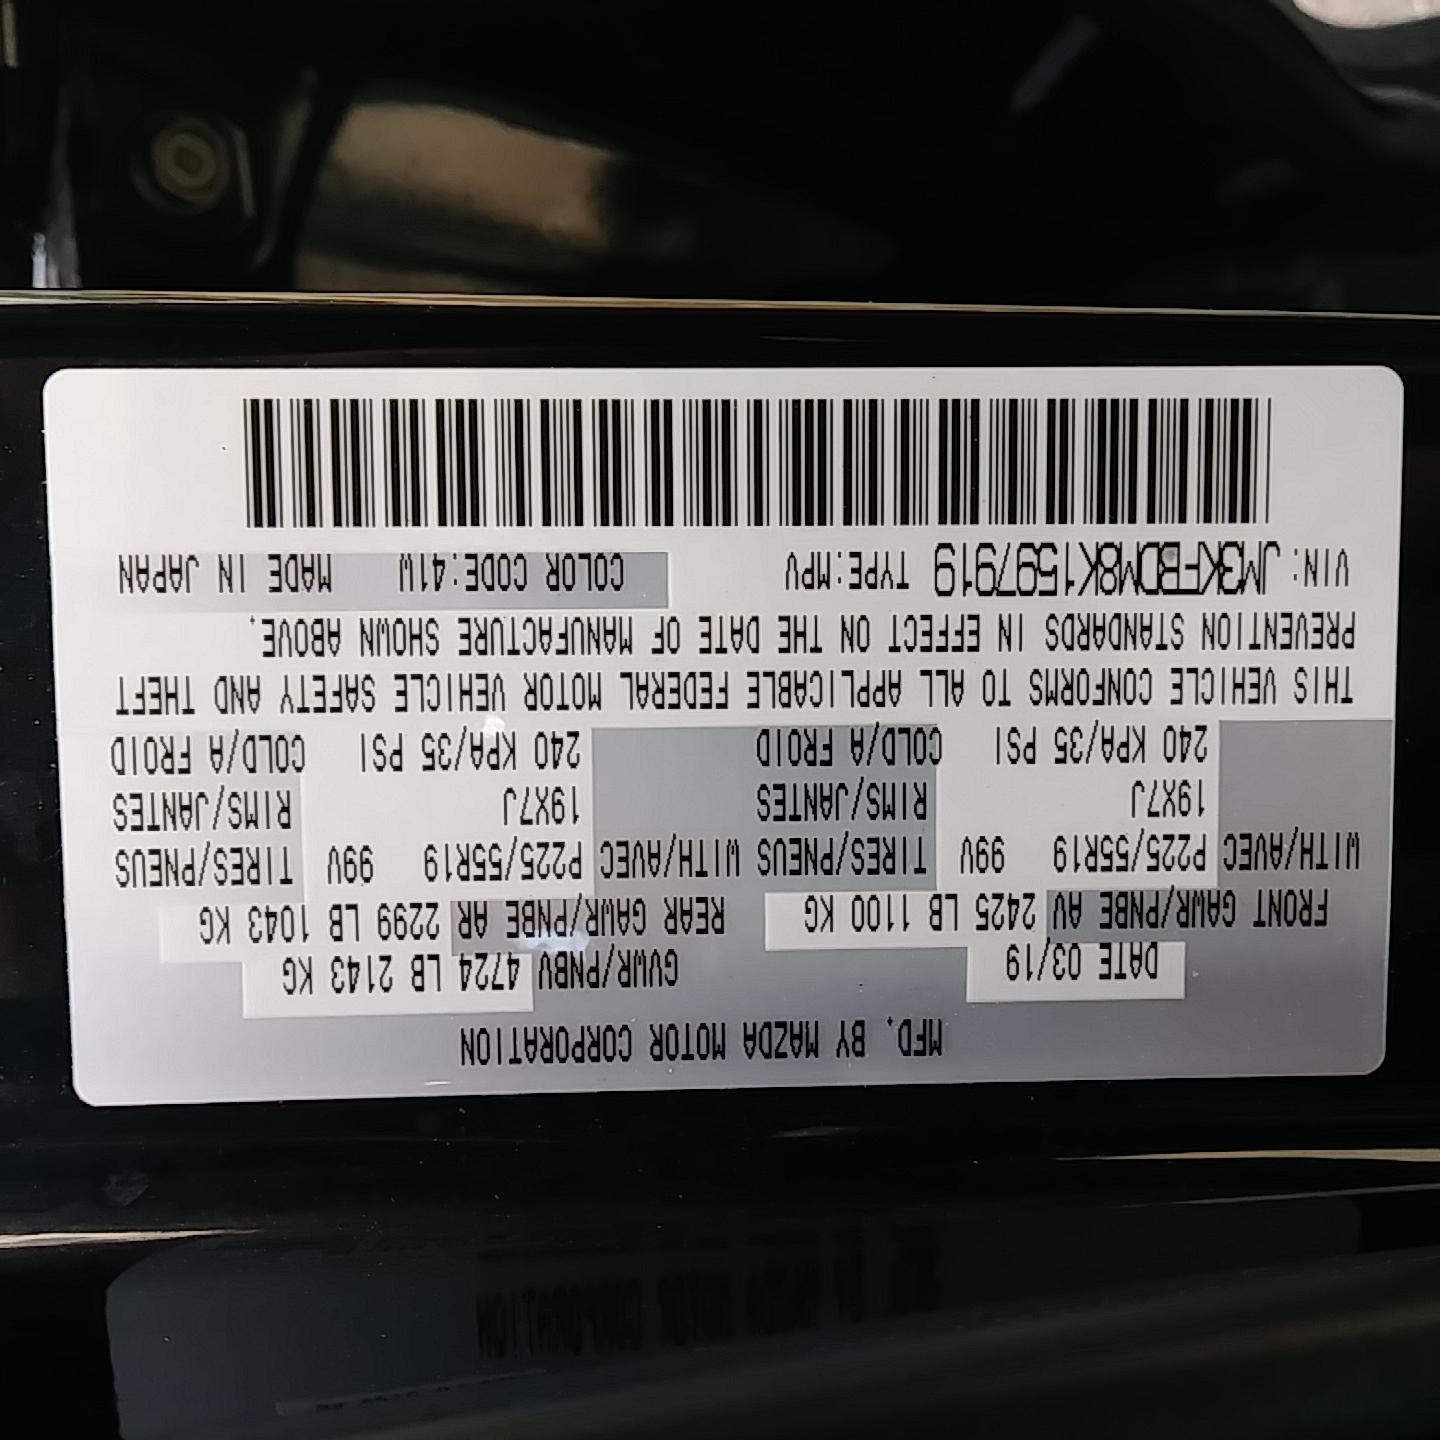 MFD. BY MAZDA MOTOR CORPORATION
DATE 03/19 GVWR/PNBV 4724 LB 2143 KG
FRONT GAWR/PNBE AV 2425 LB 1100 KG REAR GAWR/PNBE AR 2299 LB 1043 KG
WITH/AVEC P225/55R19 99V TIRES/PNEUS WITH/AVEC P225/55R19 99V TIRES/PNEUS
19X7J RIMS/JANTES 19X7J RIMS/JANTES
240 KPA/35 PSI COLD/A FROID 240 KPA/35 PSI COLD/A FROID
THIS VEHICLE CONFORMS TO ALL APPLICABLE FEDERAL MOTOR VEHICLE SAFETY AND THEFT
PREVENTION STANDARDS IN EFFECT ON THE DATE OF MANUFACTURE SHOWN ABOVE.
VIN: JM3KFBDM8K1597919 TYPE:MPV COLOR CODE:41W MADE IN JAPAN